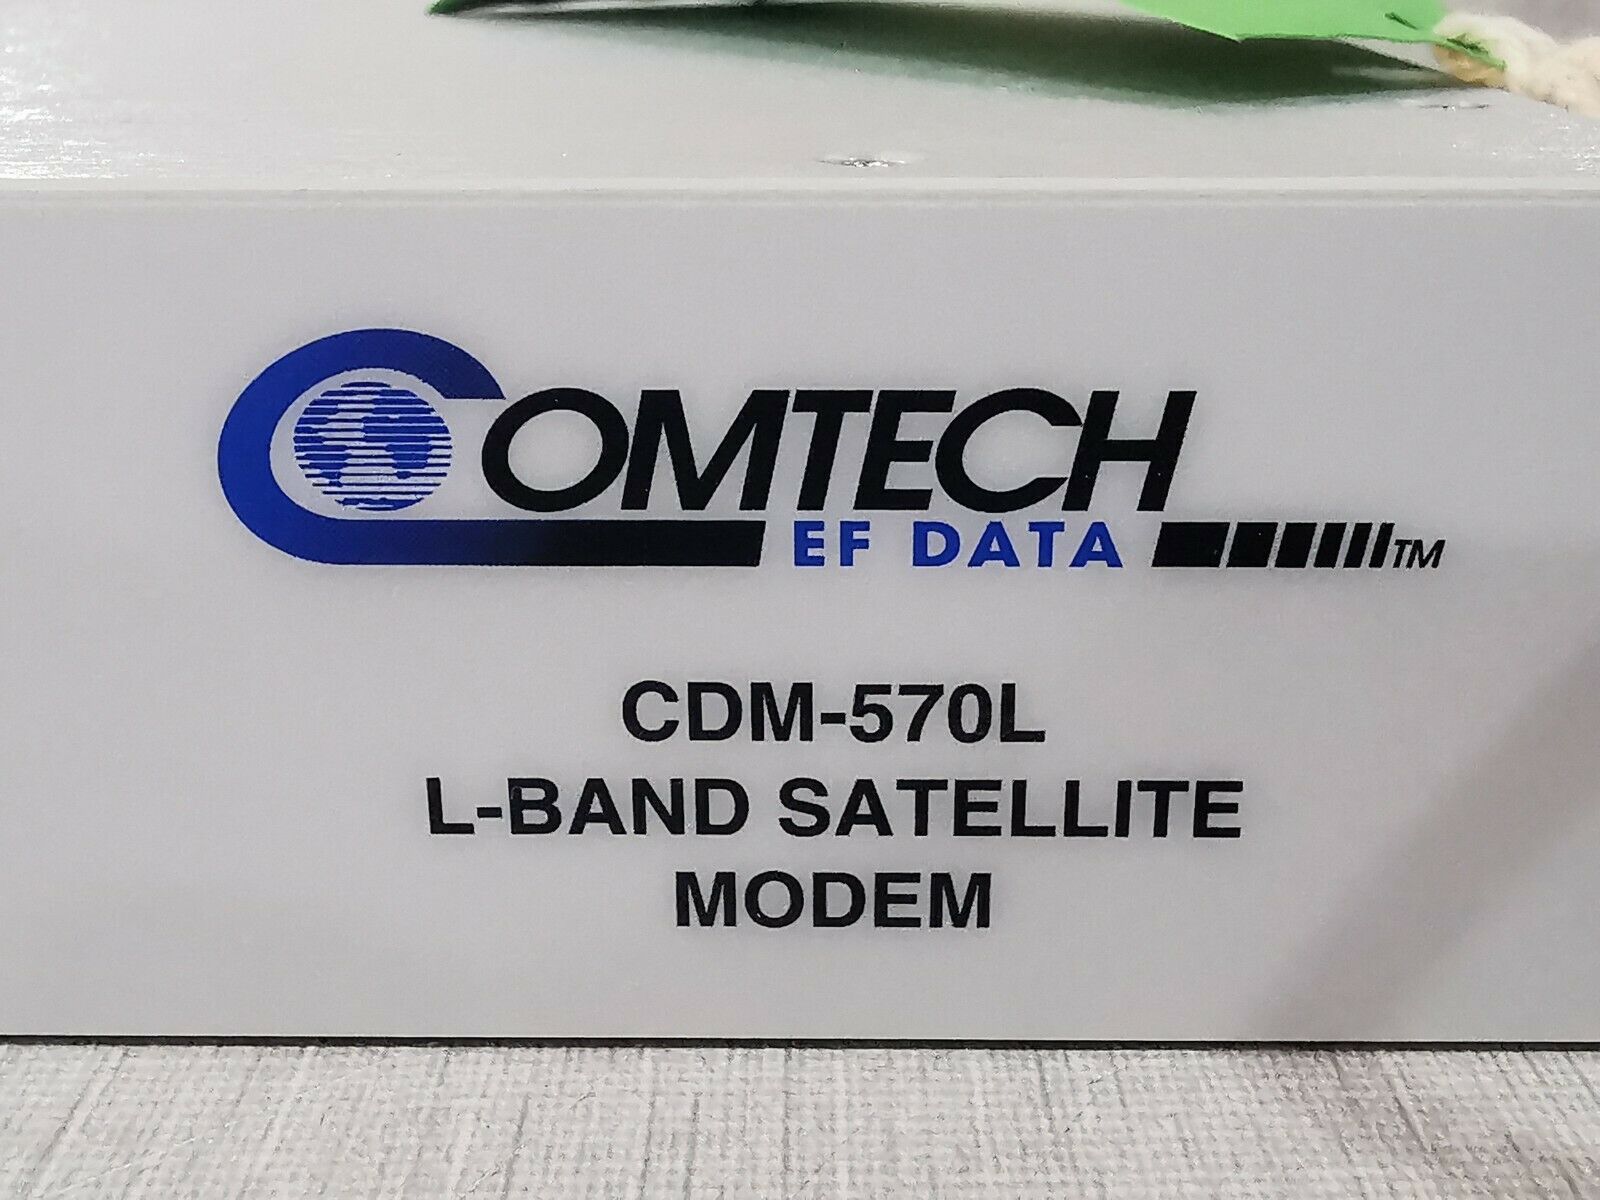 COMTECH
EF DATA TM
CDM-570L
L-BAND SATELLITE
MODEM